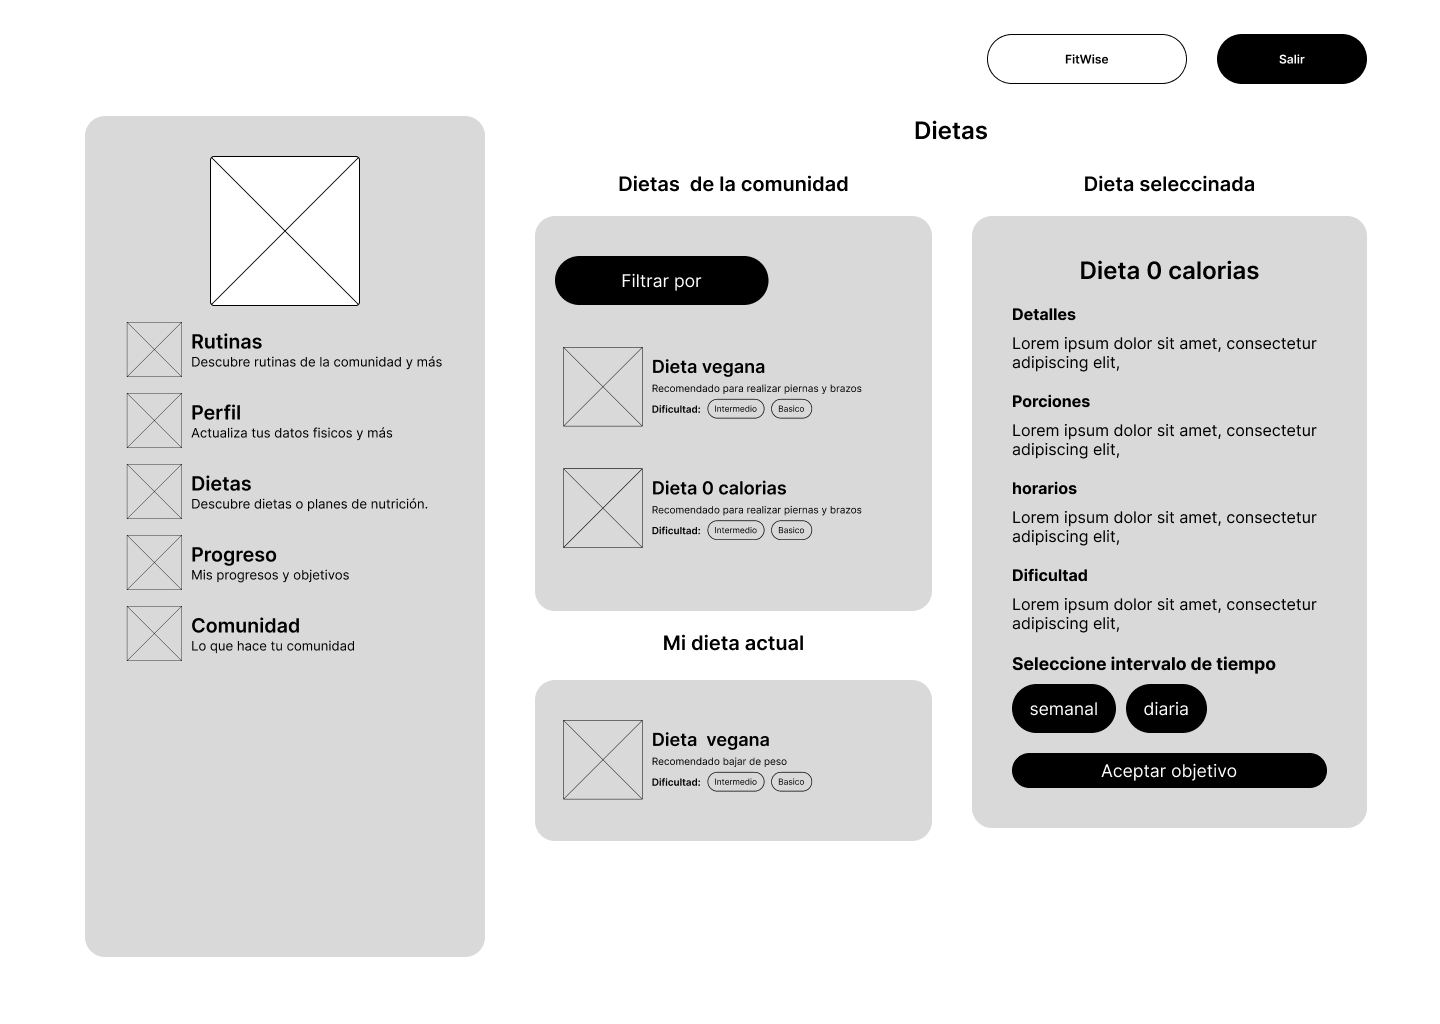 FitWise
Salir
Rutinas
Descubre rutinas de la comunidad y más
Perfil
Actualiza tus datos fisicos y más
Dietas
Descubre dietas o planes de nutrición.
Progreso
Mis progresos y objetivos
Comunidad
Lo que hace tu comunidad
Dietas
Dietas  de la comunidad
Filtrar por
Dieta vegana
Recomendado para realizar piernas y brazos
Dificultad: Intermedio Basico
Dieta 0 calorias
Recomendado para realizar piernas y brazos
Dificultad: Intermedio Basico
Mi dieta actual
Dieta  vegana
Recomendado bajar de peso
Dificultad: Intermedio Basico
Dieta seleccinada
Dieta 0 calorias
Detalles
Lorem ipsum dolor sit amet, consectetur
adipiscing elit,
Porciones
Lorem ipsum dolor sit amet, consectetur
adipiscing elit,
horarios
Lorem ipsum dolor sit amet, consectetur
adipiscing elit,
Dificultad
Lorem ipsum dolor sit amet, consectetur
adipiscing elit,
Seleccione intervalo de tiempo
semanal diaria
Aceptar objetivo